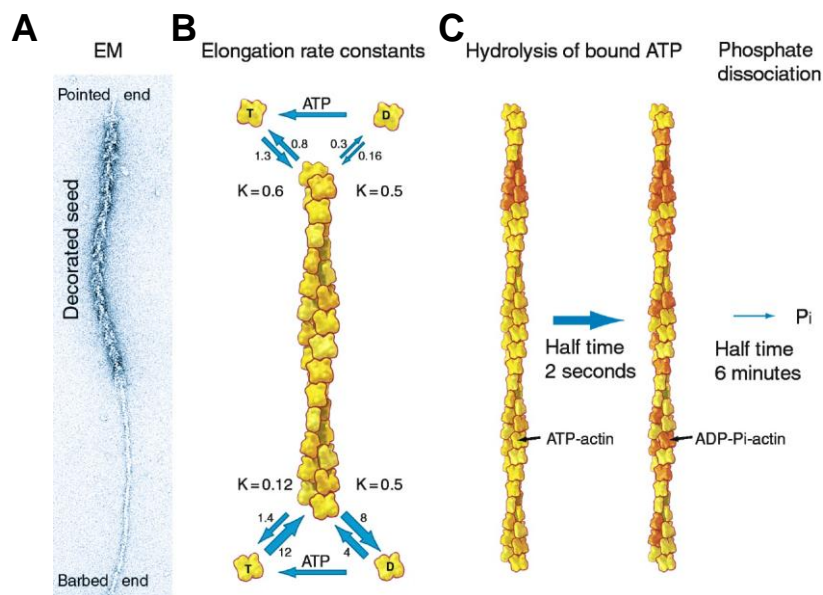 A
EM
Pointed end
Decorated seed
Barbed end
B
Elongation rate constants
T
ATP
D
1.3
0.8
0.3
0.16
K=0.6
K=0.5
K=0.12
K=0.5
1.4
12
8
4
T
ATP
D
C
Hydrolysis of bound ATP
Phosphate
dissociation
Half time
2 seconds
Pi
Half time
6 minutes
ATP-actin
ADP-Pi-actin